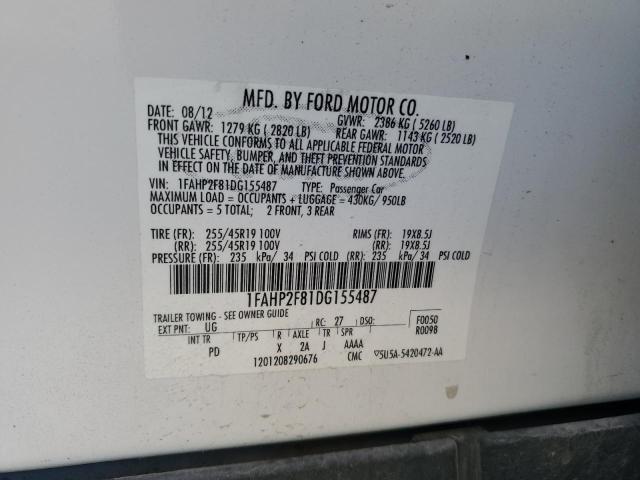 MFD. BY FORD MOTOR CO.
DATE: 08/12 GVWR: 2386 KG ( 5260 LB)
FRONT GAWR: 1279 KG ( 2820 LB) REAR GAWR: 1143 KG ( 2520 LB)
THIS VEHICLE CONFORMS TO ALL APPLICABLE FEDERAL MOTOR
VEHICLE SAFETY, BUMPER, AND THEFT PREVENTION STANDARDS
IN EFFECT ON THE DATE OF MANUFACTURE SHOWN ABOVE.
VIN: 1FAHP2F81DG155487 TYPE: Passenger Car
MAXIMUM LOAD = OCCUPANTS + LUGGAGE = 430KG/950LB
OCCUPANTS = 5 TOTAL; 2 FRONT, 3 REAR
TIRE (FR): 255/45R19 100V RIMS (FR): 19X8.5J
(RR): 255/45R19 100V (RR): 19X8.5J
PRESSURE (FR): 235 kPa/ 34 PSI COLD (RR): 235 kPa/ 34 PSI COLD
1FAHP2F81DG155487
TRAILER TOWING - SEE OWNER GUIDE
EXT PNT: UG RC: 27 F0050
INT TR TP/PS R AXLE TR SPR R0098
PD X 2A J AAAA
1201208290676 CMC 5U5A-5420472-AA